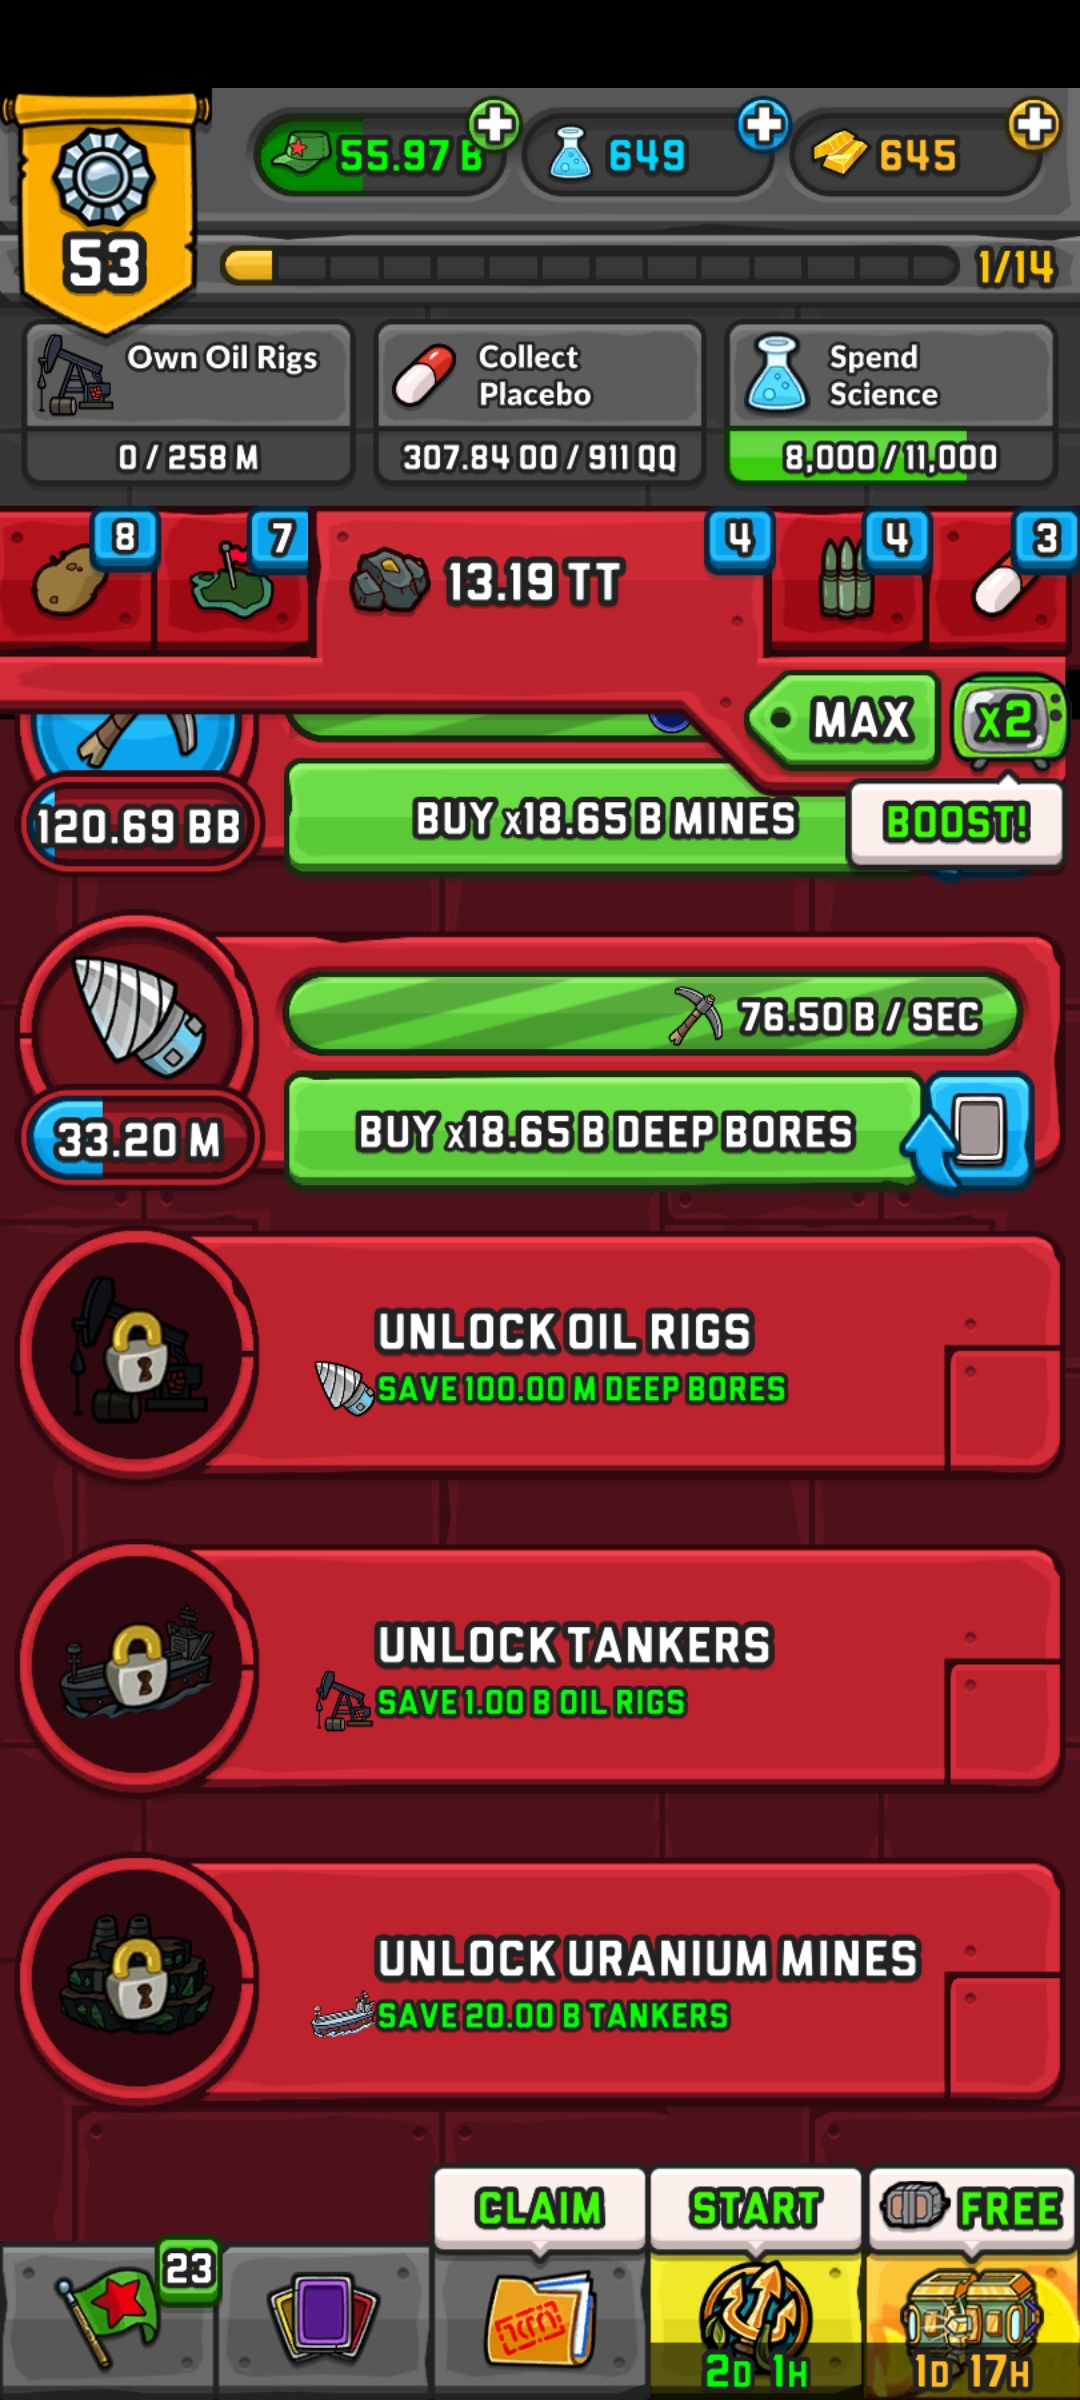 55.97 B
649
645
53
1/14
Own Oil Rigs
0 / 258 M
Collect
Placebo
307.84 OO / 911 QQ
Spend
Science
8,000 / 11,000
8
7
13.19 TT
4
4
3
MAX
x2
BOOST!
120.69 BB
BUY x18.65 B MINES
76.50 B / SEC
33.20 M
BUY x18.65 B DEEP BORES
UNLOCK OIL RIGS
SAVE 100.00 M DEEP BORES
UNLOCK TANKERS
SAVE 1.00 B OIL RIGS
UNLOCK URANIUM MINES
SAVE 20.00 B TANKERS
CLAIM
START
FREE
23
2D 1H
1D 17H